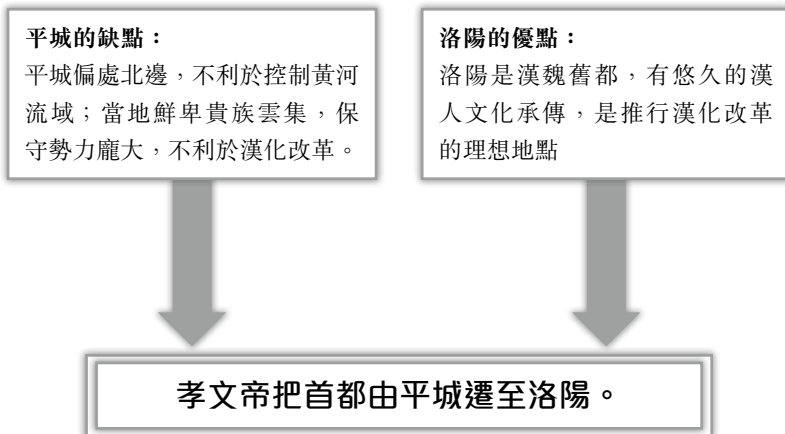 平城的缺點：
平城偏處北邊，不利於控制黃河
流域；當地鮮卑貴族雲集，保
守勢力龐大，不利於漢化改革。
洛陽的優點：
洛陽是漢魏舊都，有悠久的漢
人文化承傳，是推行漢化改革
的理想地點
孝文帝把首都由平城遷至洛陽。